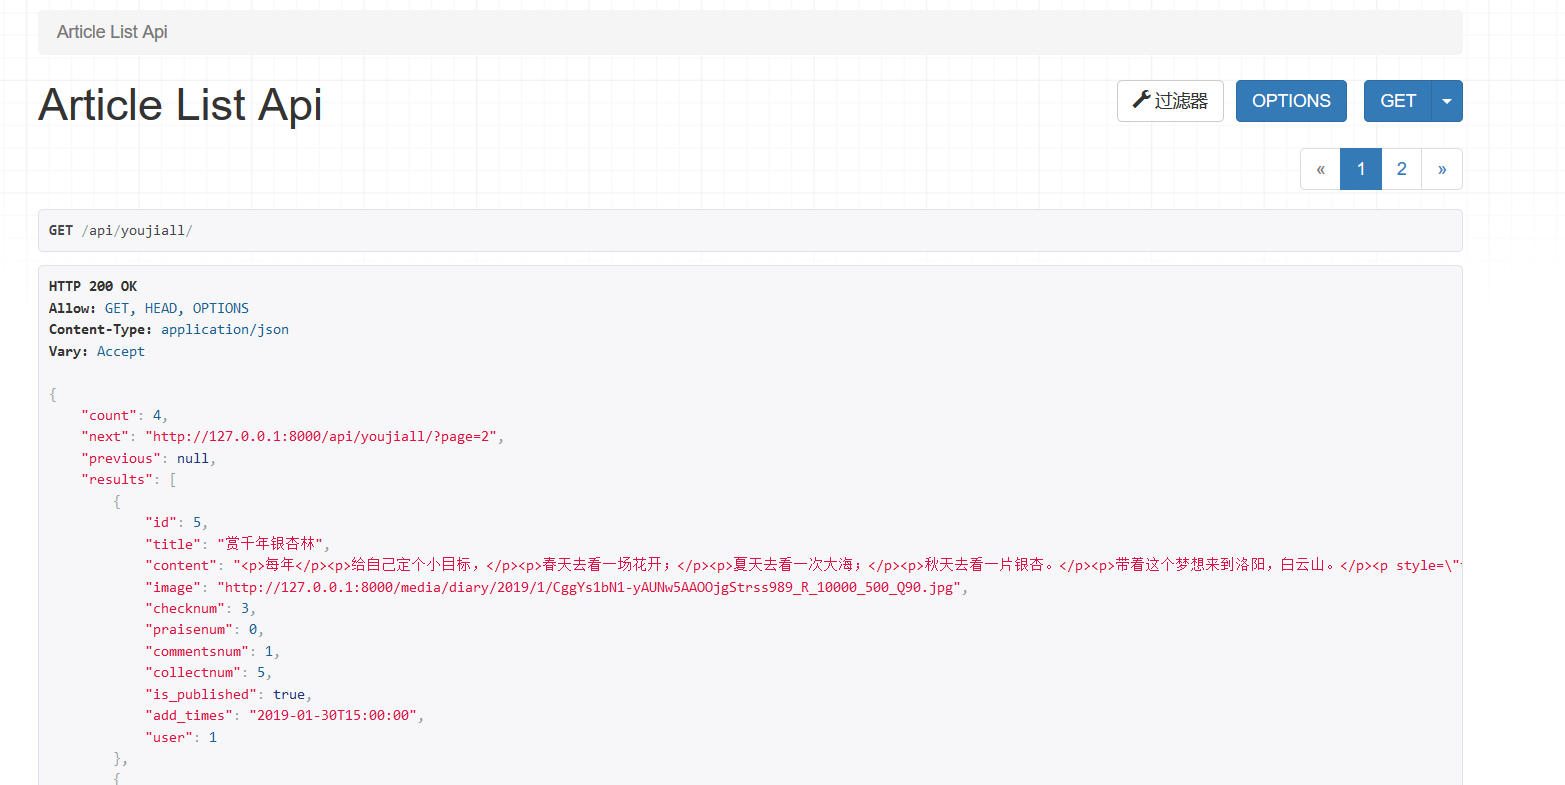 Article List Api
Article List Api
过滤器 OPTIONS GET
« 1 2 »
GET /api/youjiall/
HTTP 200 OK
Allow: GET, HEAD, OPTIONS
Content-Type: application/json
Vary: Accept
{
"count": 4,
"next": "http://127.0.0.1:8000/api/youjiall/?page=2",
"previous": null,
"results": [
{
"id": 5,
"title": "赏千年银杏林",
"content": "<p>每年</p><p>给自己定个小目标，</p><p>春天去看一场花开；</p><p>夏天去看一次大海；</p><p>秋天去看一片银杏。</p><p>带着这个梦想来到洛阳，白云山。</p><p style=\"
"image": "http://127.0.0.1:8000/media/diary/2019/1/CggYs1bN1-yAUNw5AAOOjgStrss989_R_10000_500_Q90.jpg",
"checknum": 3,
"praisenum": 0,
"commentsnum": 1,
"collectnum": 5,
"is_published": true,
"add_times": "2019-01-30T15:00:00",
"user": 1
},
{